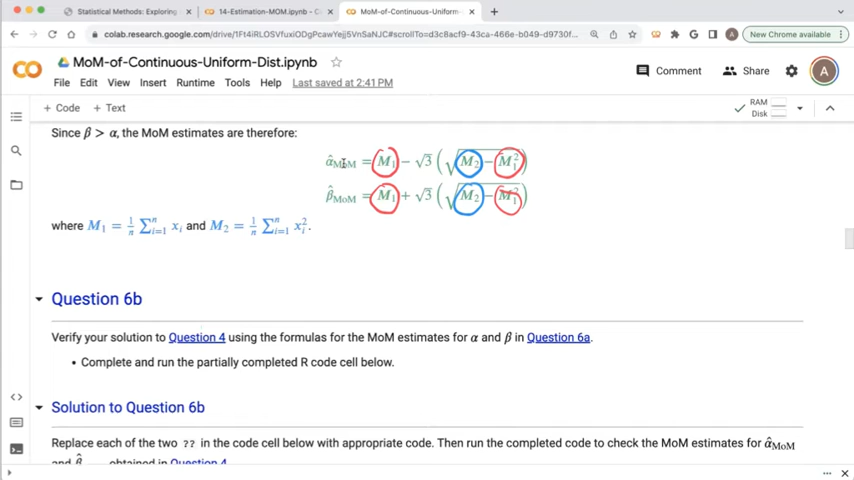 Statistical Methods: Exploring
14-Estimation-MOM.ipynb - C
MoM-of-Continuous-Uniform-D
colab.research.google.com/drive/1Ft4iRLOSVfuxiODgPcawYejj5VnSaNJC#scrollTo=d3c8acf9-43ca-466e-b049-d9730f...
New Chrome available
MoM-of-Continuous-Uniform-Dist.ipynb
File Edit View Insert Runtime Tools Help Last saved at 2:41 PM
Comment Share A
+ Code + Text
RAM
Disk
Since β > α, the MoM estimates are therefore:
α̂MoM = M₁ − √3 (√M₂ − M₁²)
β̂MoM = M₁ + √3 (√M₂ − M₁²)
where M₁ = 1/n ∑ⁿᵢ₌₁ xᵢ and M₂ = 1/n ∑ⁿᵢ₌₁ xᵢ².
Question 6b
Verify your solution to Question 4 using the formulas for the MoM estimates for α and β in Question 6a.
• Complete and run the partially completed R code cell below.
Solution to Question 6b
Replace each of the two ?? in the code cell below with appropriate code. Then run the completed code to check the MoM estimates for α̂MoM
and β̂ obtained in Question 4